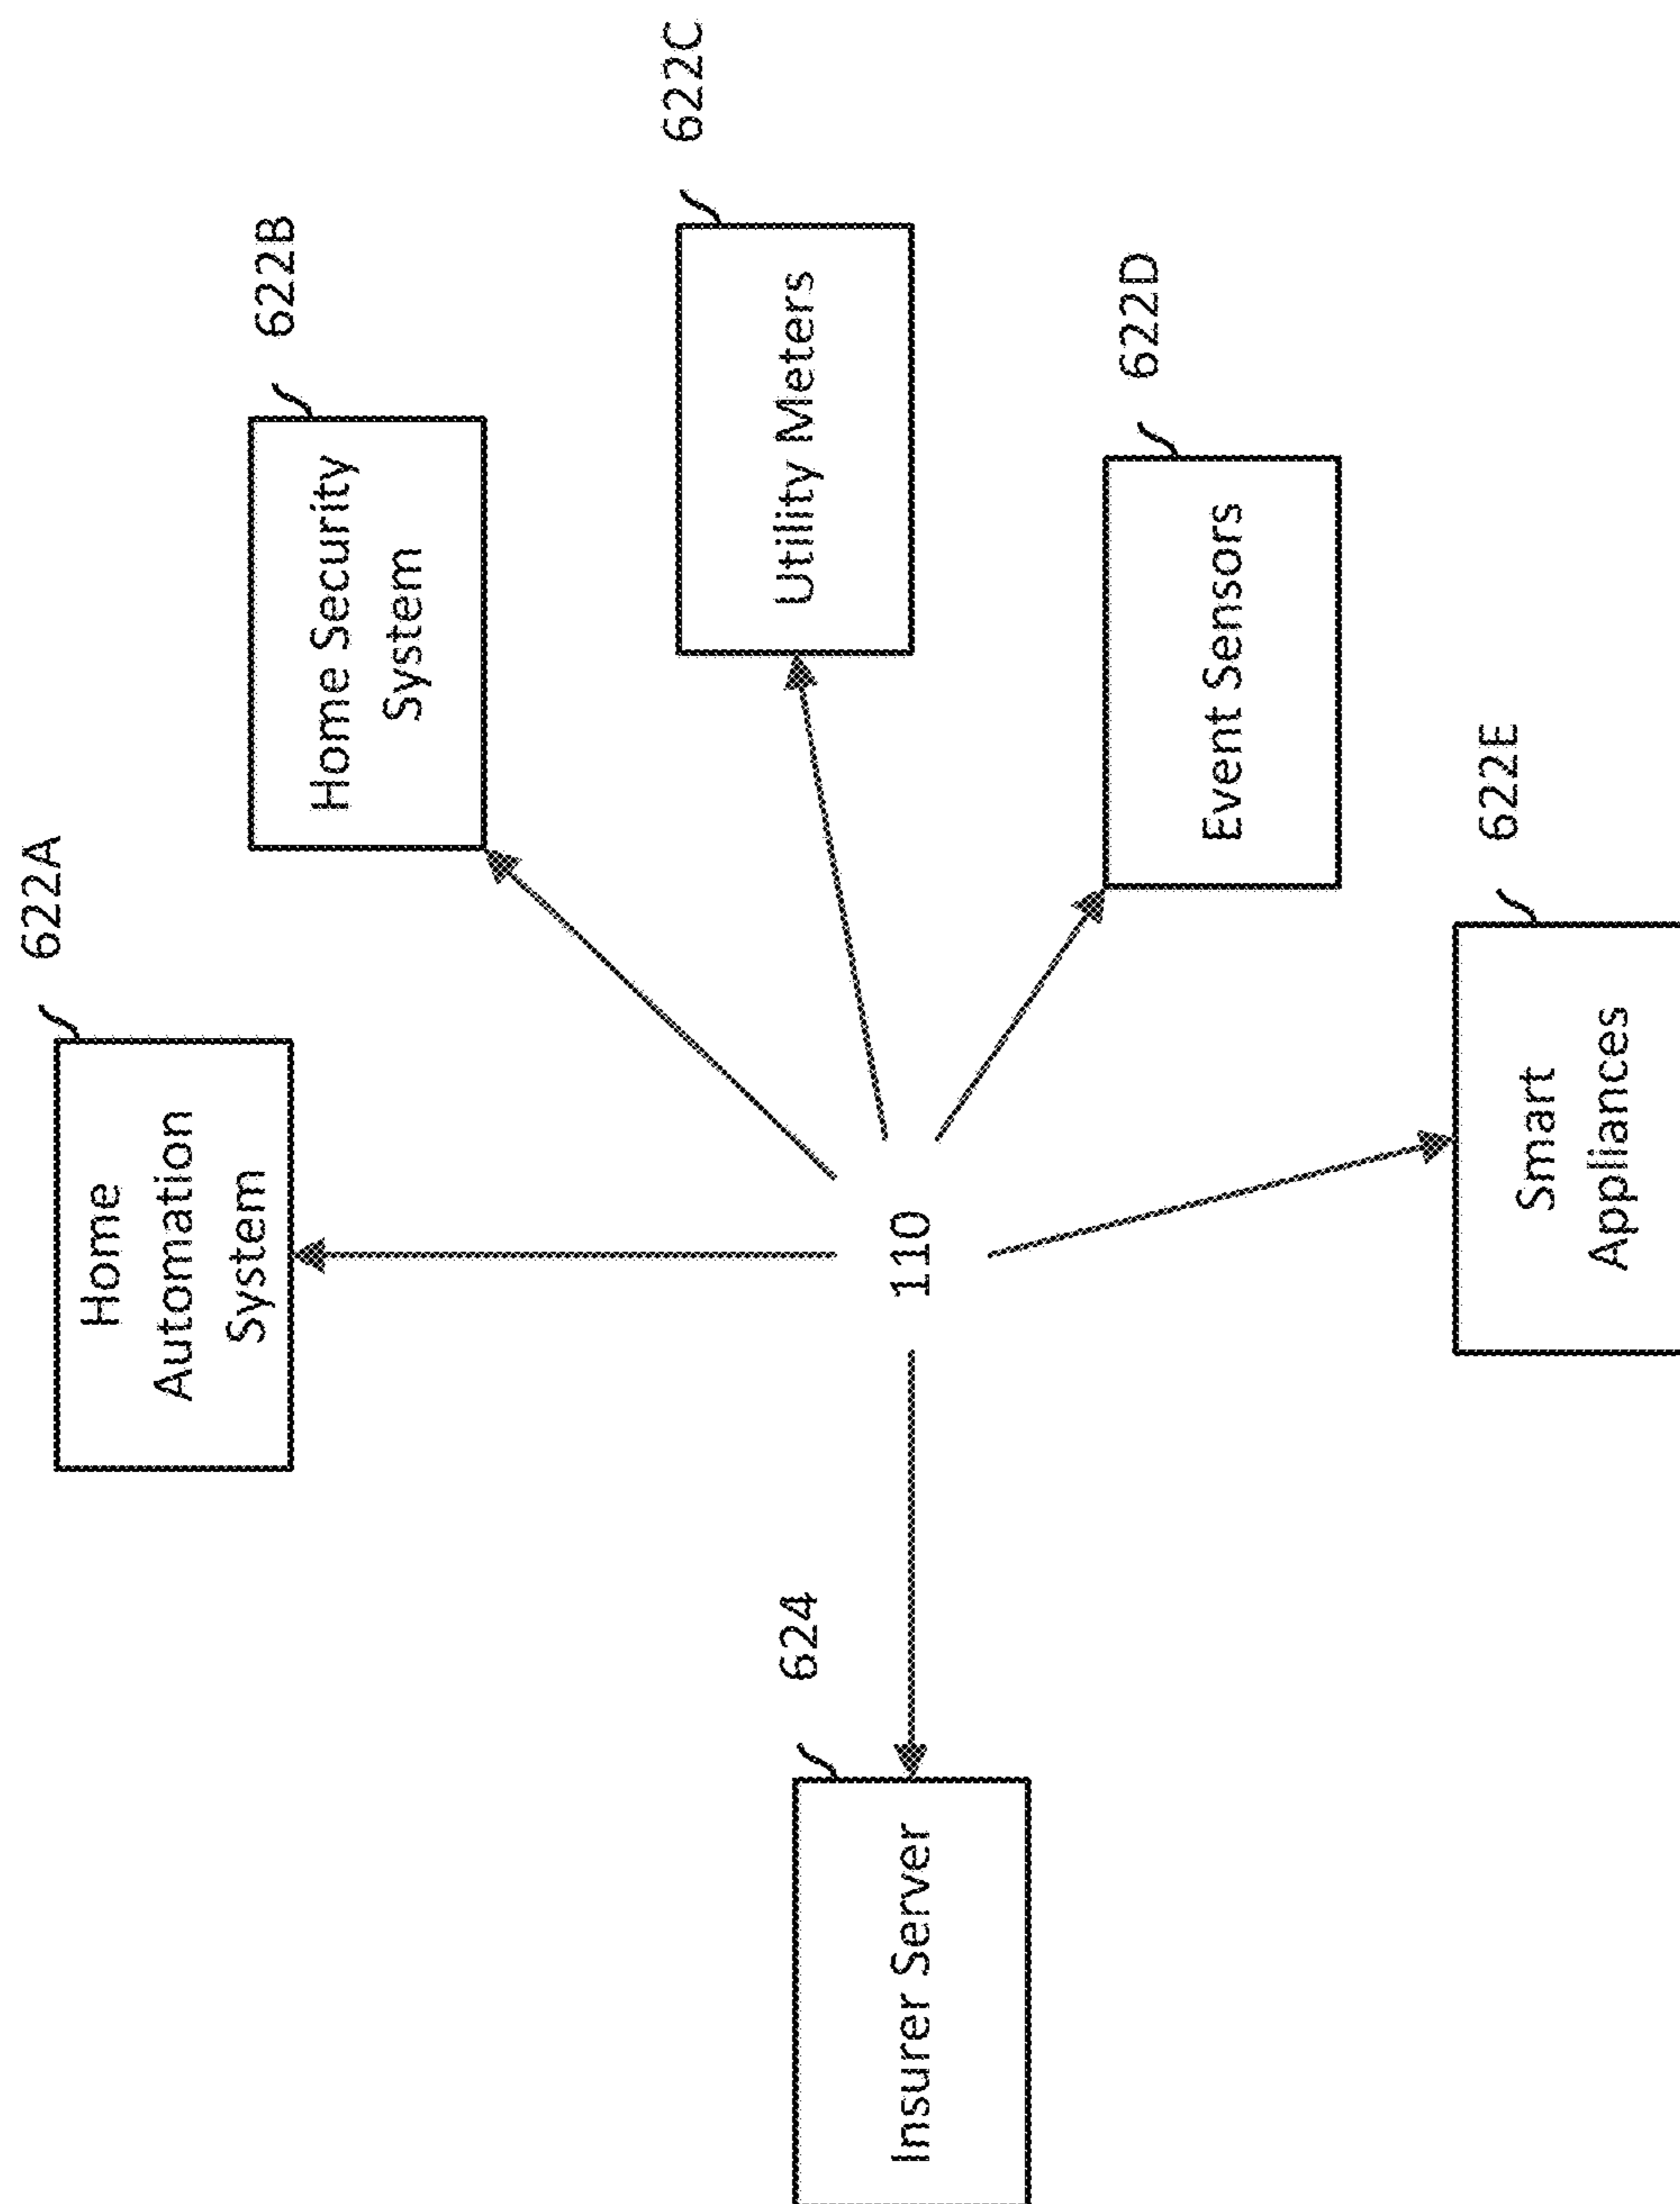 622A
Home
Automation
System
622B
Home Security
System
622C
Utility Meters
622D
Event Sensors
622E
Smart
Appliances
110
624
Insurer Server